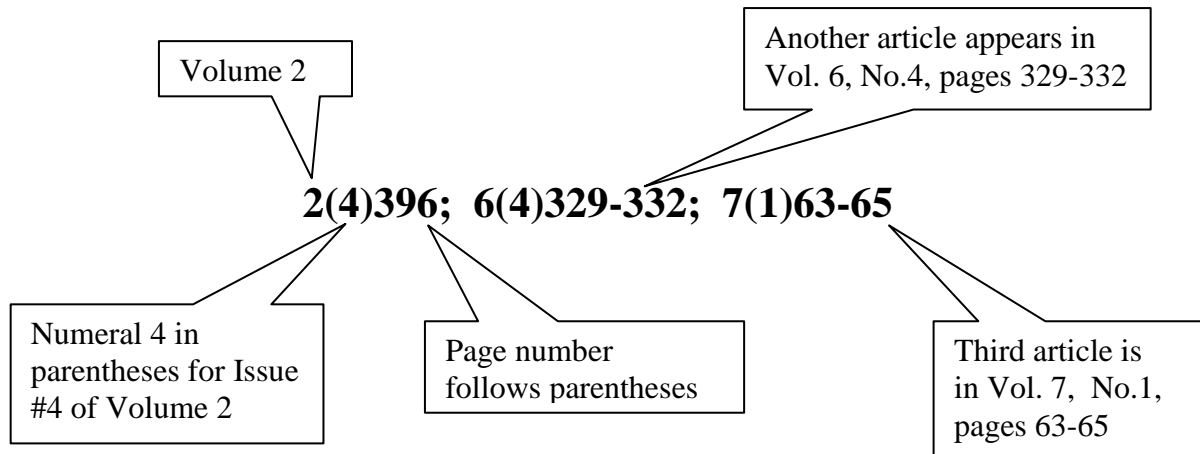 Volume 2
Another article appears in
Vol. 6, No.4, pages 329-332
2(4)396; 6(4)329-332; 7(1)63-65
Numeral 4 in
parentheses for Issue
#4 of Volume 2
Page number
follows parentheses
Third article is
in Vol. 7, No.1,
pages 63-65